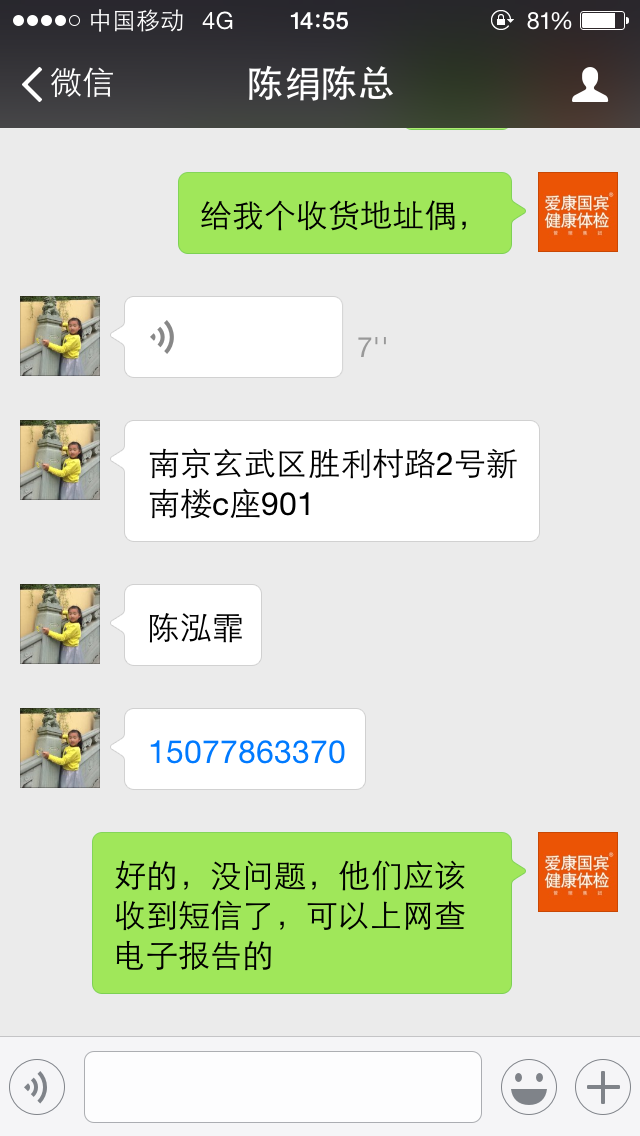 中国移动 4G 14:55 81%
微信 陈绢陈总
给我个收货地址偶，
爱康国宾®
健康体检
7''
南京玄武区胜利村路2号新
南楼c座901
陈泓霏
15077863370
好的，没问题，他们应该
收到短信了，可以上网查
电子报告的
爱康国宾®
健康体检